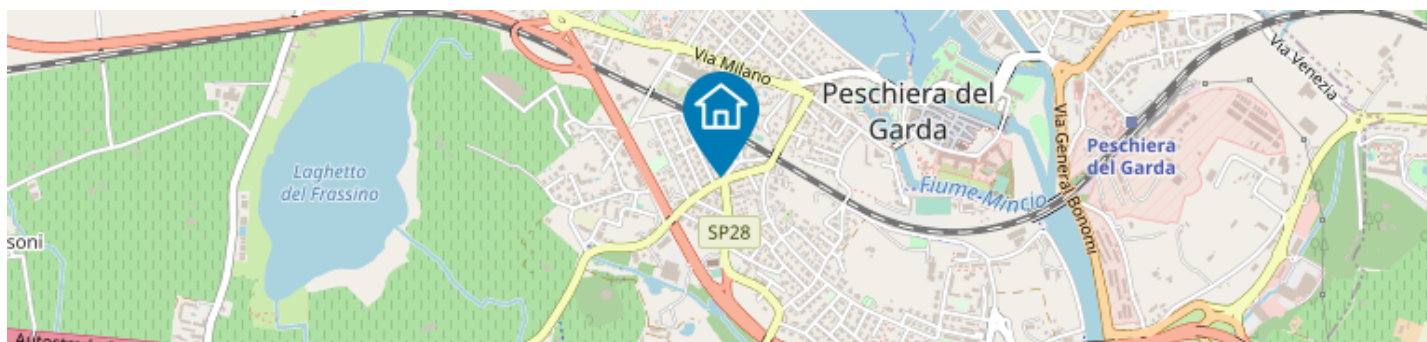 Via Milano
Via Venezia
Peschiera del
Garda
Peschiera
del Garda
Laghetto
del Frassino
Fiume Mincio
Via General Bonomi
SP28
soni